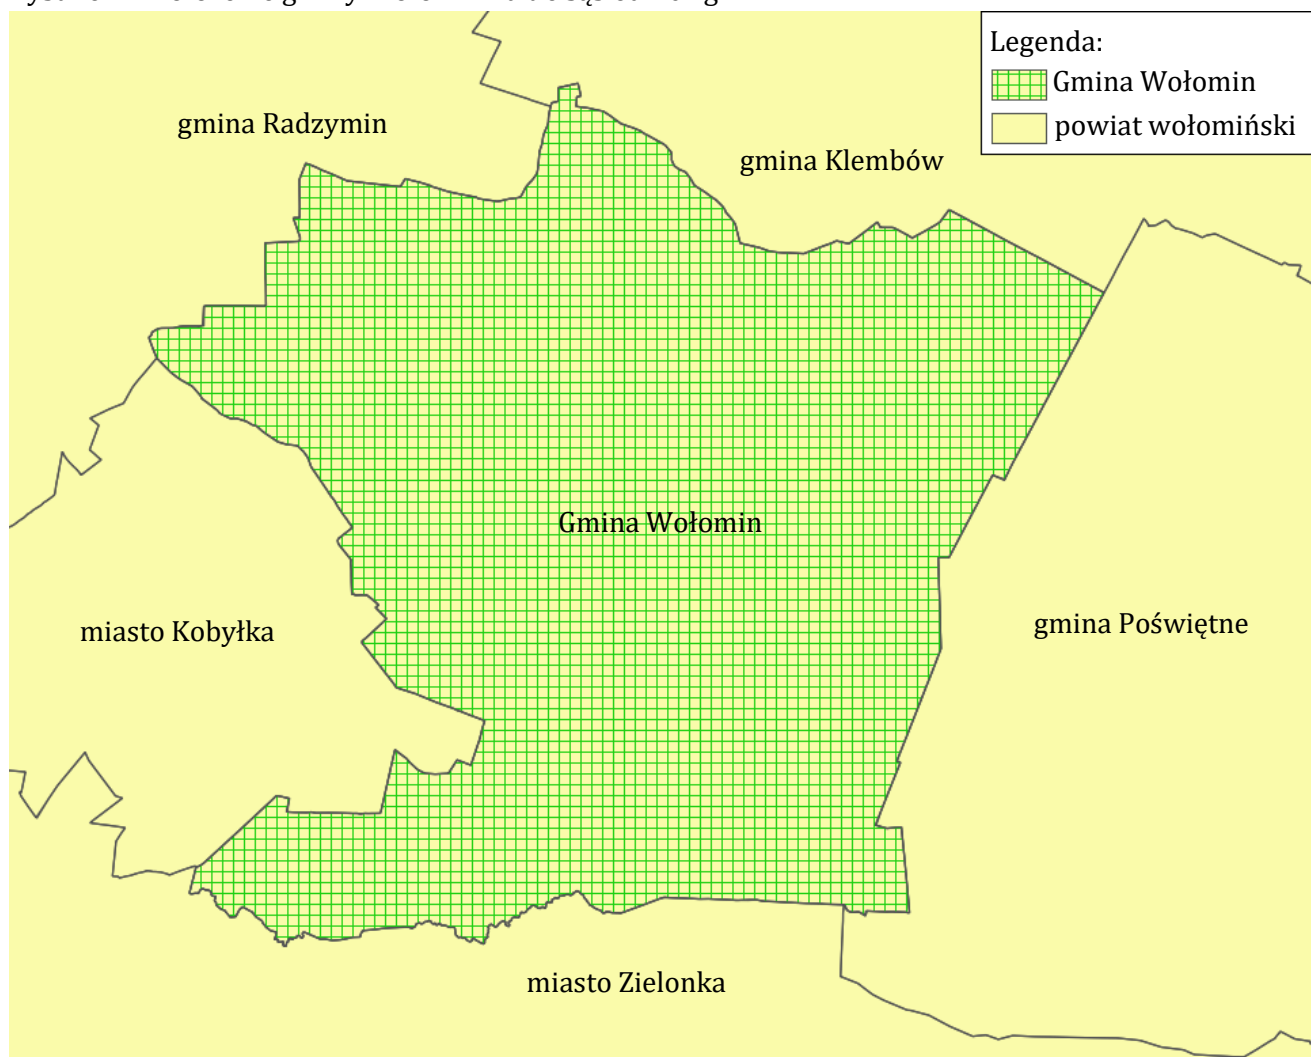 Legenda:
Gmina Wołomin
powiat wołomiński
gmina Radzymin
gmina Klembów
Gmina Wołomin
miasto Kobyłka
gmina Poświętne
miasto Zielonka